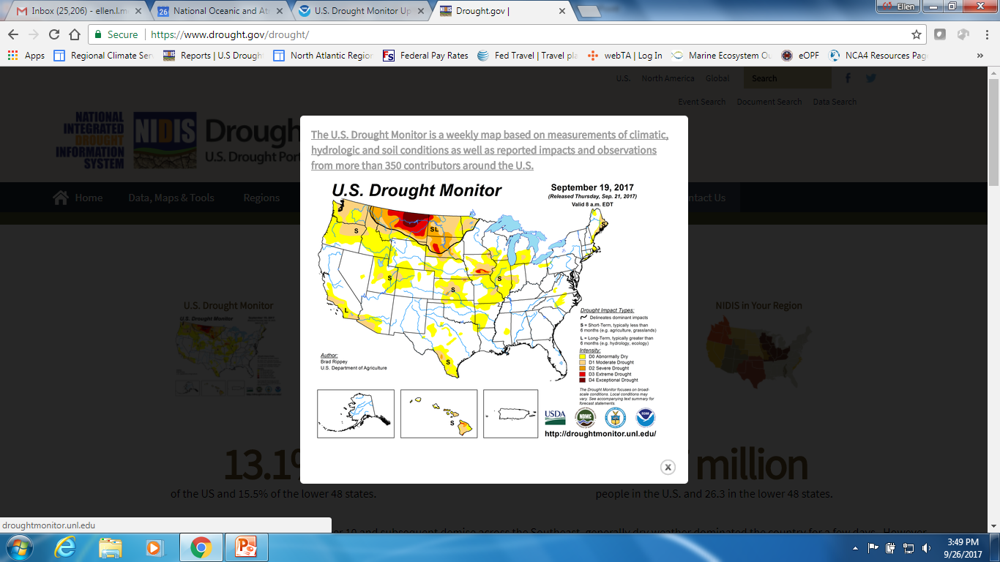 Inbox (25,206) - ellen.l.m
National Oceanic and At
U.S. Drought Monitor Up
Drought.gov |
Ellen
Secure
https://www.drought.gov/drought/
Apps
Regional Climate Ser
Reports | U.S Drough
North Atlantic Region
Federal Pay Rates
Fed Travel | Travel pla
webTA | Log In
Marine Ecosystem Ou
eOPF
NCA4 Resources Pag
U.S. North America Global Search
Event Search Document Search Data Search
NATIONAL
INTEGRATED
DROUGHT
INFORMATION
SYSTEM
NIDIS
Drough
U.S. Drought Port
Home Data, Maps & Tools Regions ntact Us
The U.S. Drought Monitor is a weekly map based on measurements of climatic,
hydrologic and soil conditions as well as reported impacts and observations
from more than 350 contributors around the U.S.
U.S. Drought Monitor
September 19, 2017
(Released Thursday, Sep. 21, 2017)
Valid 8 a.m. EDT
S
SL
S
S
S
S
L
S
S
Drought Impact Types:
Delineates dominant impacts
S = Short-Term, typically less than
6 months (e.g. agriculture, grasslands)
L = Long-Term, typically greater than
6 months (e.g. hydrology, ecology)
Intensity:
D0 Abnormally Dry
D1 Moderate Drought
D2 Severe Drought
D3 Extreme Drought
D4 Exceptional Drought
Author:
Brad Rippey
U.S. Department of Agriculture
The Drought Monitor focuses on broad-
scale conditions. Local conditions may
vary. See accompanying text summary for
forecast statements.
USDA
NDMC
NOAA
http://droughtmonitor.unl.edu/
U.S. Drought Monitor
U.S. Drought Monitor
NIDIS in Your Region
13.1%
of the US and 15.5% of the lower 48 states.
million
people in the U.S. and 26.3 in the lower 48 states.
er 10 and subsequent demise across the Southeast, generally dry weather dominated the country for a few days. However,
droughtmonitor.unl.edu
3:49 PM
9/26/2017